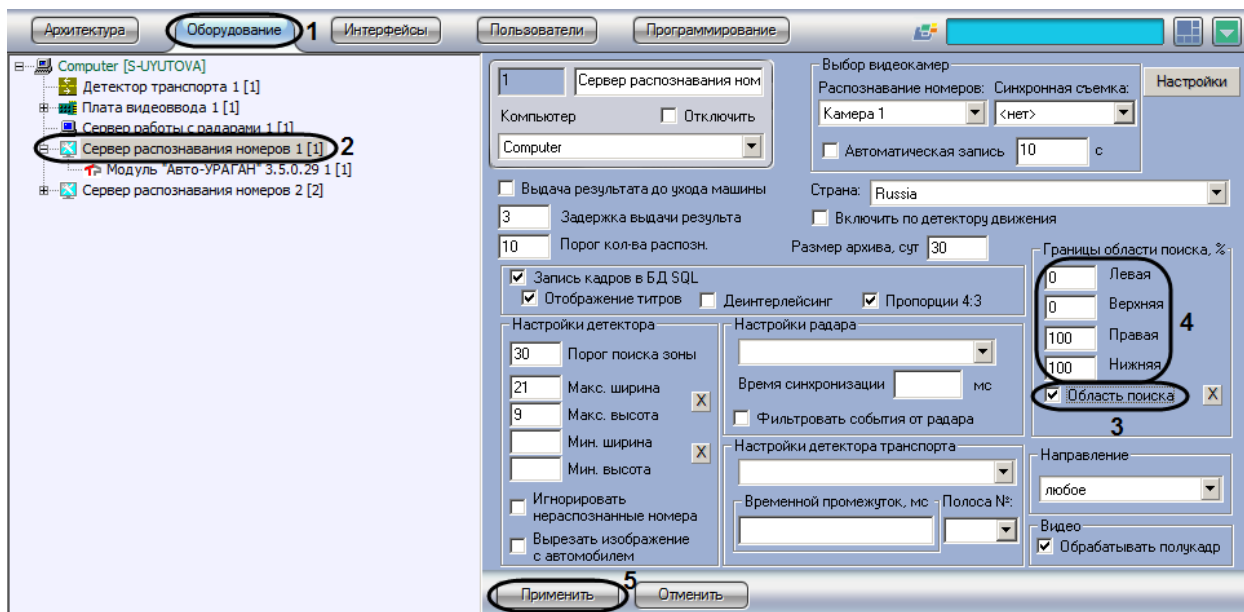 Архитектура Оборудование 1 Интерфейсы Пользователи Программирование
Computer [S-UYUTOVA]
Детектор транспорта 1 [1]
Плата видеоввода 1 [1]
Сервер работы с радарами 1 [1]
Сервер распознавания номеров 1 [1] 2
Модуль "Авто-УРАГАН" 3.5.0.29 1 [1]
Сервер распознавания номеров 2 [2]
1 Сервер распознавания ном
Компьютер Отключить
Computer
Выбор видеокамер
Распознавание номеров: Синхронная съемка:
Камера 1 <нет>
Автоматическая запись 10 с
Настройки
Выдача результата до ухода машины
3 Задержка выдачи результа
10 Порог кол-ва распозн.
Страна: Russia
Включить по детектору движения
Размер архива, сут 30
Запись кадров в БД SQL
Отображение титров Деинтерлейсинг Пропорции 4:3
Границы области поиска, %
0 Левая
0 Верхняя
100 Правая
100 Нижняя
4
Область поиска X
3
Настройки детектора
30 Порог поиска зоны
21 Макс. ширина
9 Макс. высота
X
Мин. ширина
Мин. высота
X
Игнорировать
нераспознанные номера
Вырезать изображение
с автомобилем
Настройки радара
Время синхронизации мс
Фильтровать события от радара
Настройки детектора транспорта
Временной промежуток, мс Полоса №:
Направление
любое
Видео
Обрабатывать полукадр
Применить 5 Отменить